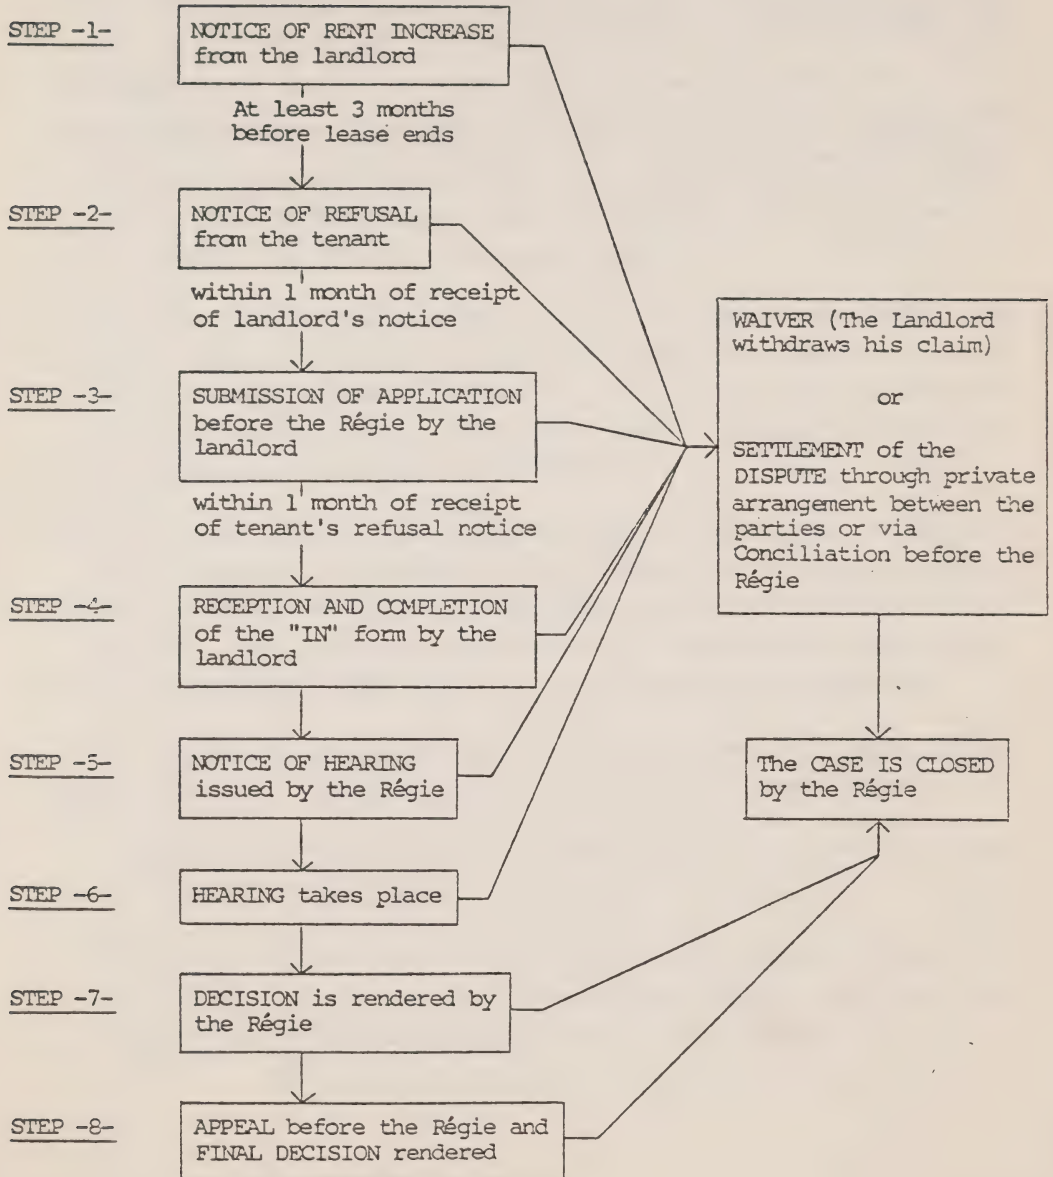 STEP -1-
NOTICE OF RENT INCREASE
from the landlord
At least 3 months
before lease ends
STEP -2-
NOTICE OF REFUSAL
from the tenant
within 1 month of receipt
of landlord's notice
STEP -3-
SUBMISSION OF APPLICATION
before the Régie by the
landlord
within 1 month of receipt
of tenant's refusal notice
STEP -4-
RECEPTION AND COMPLETION
of the "IN" form by the
landlord
STEP -5-
NOTICE OF HEARING
issued by the Régie
STEP -6-
HEARING takes place
STEP -7-
DECISION is rendered by
the Régie
STEP -8-
APPEAL before the Régie and
FINAL DECISION rendered
WAIVER (The Landlord
withdraws his claim)
or
SETTLEMENT of the
DISPUTE through private
arrangement between the
parties or via
Conciliation before the
Régie
The CASE IS CLOSED
by the Régie